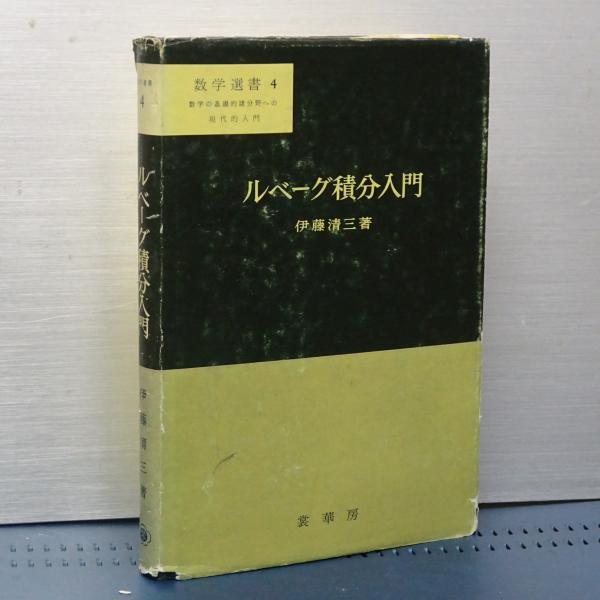 数学選書 4
数学の基礎的諸分野への
現代的入門
ルベーグ積分入門
伊藤清三著
裳華房
4
ルベーグ積分入門
伊藤清三著